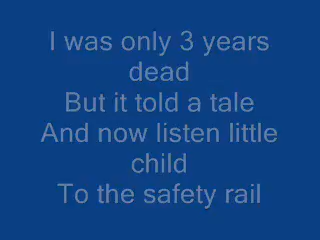 I was only 3 years
dead
But it told a tale
And now listen little
child
To the safety rail